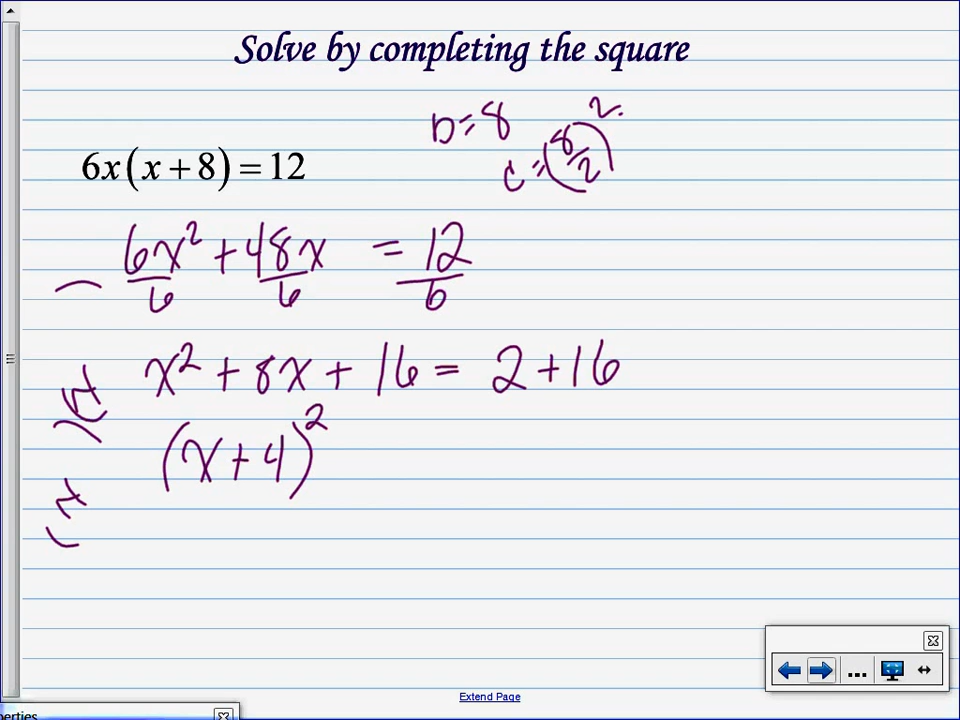 Solve by completing the square
b=8
c=(8/2)²
6x(x+8)=12
6x²/6 + 48x/6 = 12/6
x² + 8x + 16 = 2 + 16
(x+4)²
...
Extend Page
perties